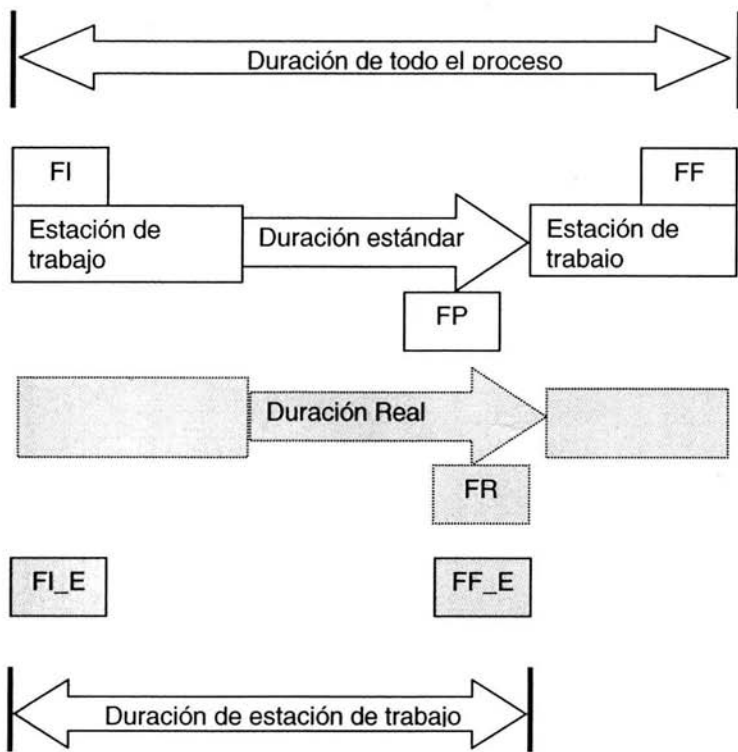 Duración de todo el proceso
FI
FF
Estación de
trabajo
Duración estándar
Estación de
trabaio
FP
Duración Real
FR
FI_E
FF_E
Duración de estación de trabajo